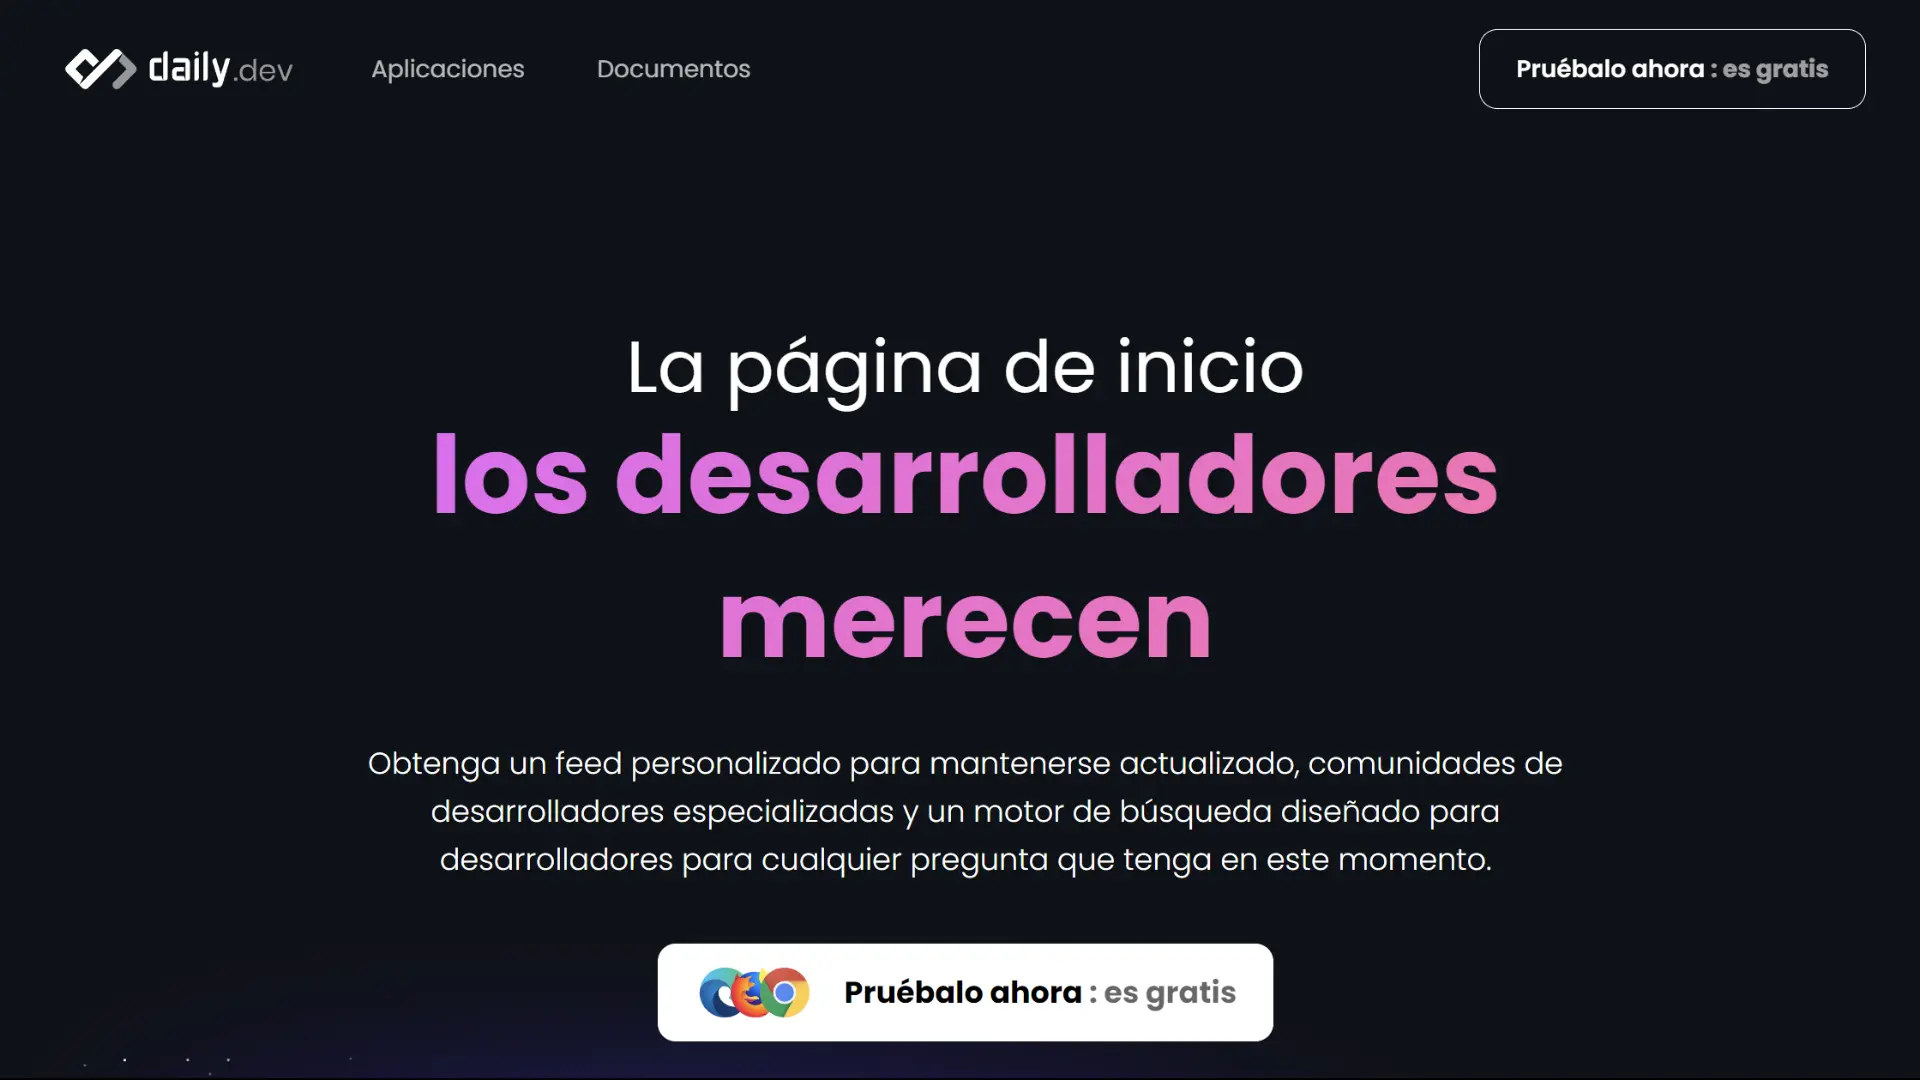 daily.dev
Aplicaciones
Documentos
Pruébalo ahora : es gratis
La página de inicio
los desarrolladores
merecen
Obtenga un feed personalizado para mantenerse actualizado, comunidades de
desarrolladores especializadas y un motor de búsqueda diseñado para
desarrolladores para cualquier pregunta que tenga en este momento.
Pruébalo ahora : es gratis